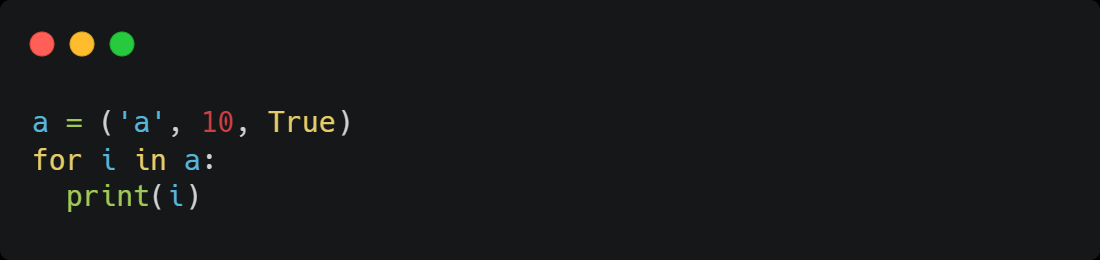 a = ('a', 10, True)
for i in a:
  print(i)